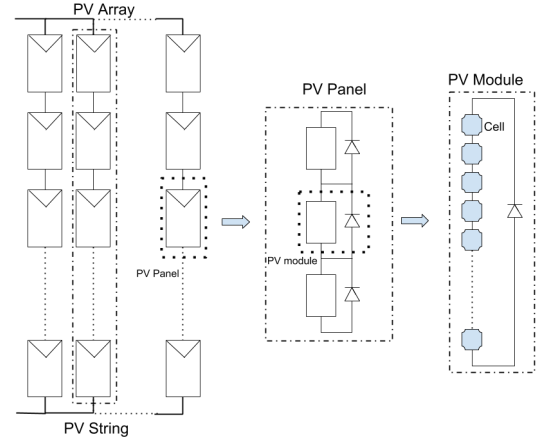 PV Array
PV Panel
PV String
PV Panel
PV module
PV Module
Cell